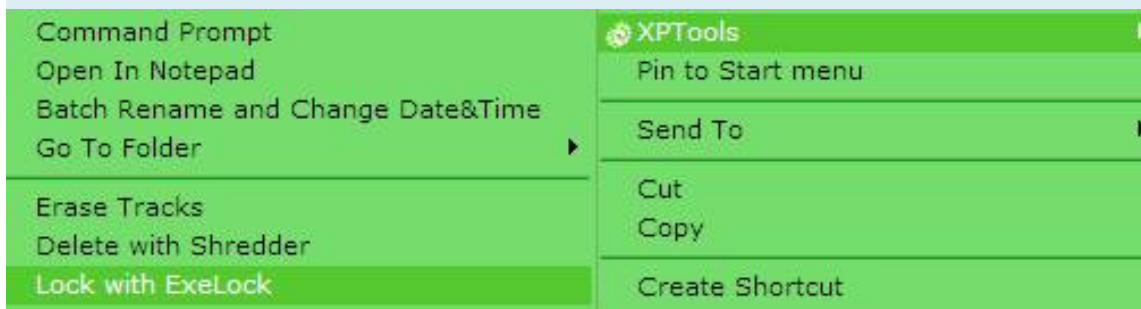 Command Prompt
Open In Notepad
Batch Rename and Change Date&Time
Go To Folder
Erase Tracks
Delete with Shredder
Lock with ExeLock
XPTools
Pin to Start menu
Send To
Cut
Copy
Create Shortcut